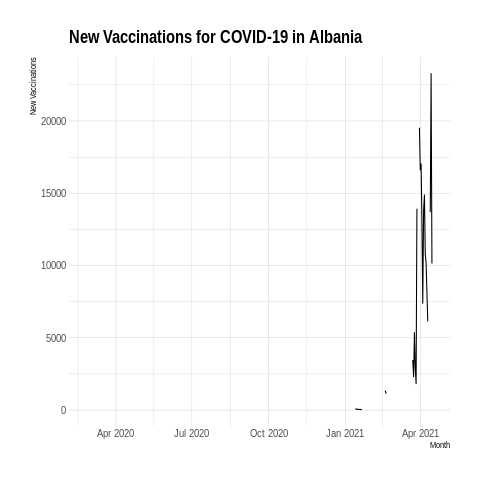 New Vaccinations for COVID-19 in Albania
New Vaccinations
20000
15000
10000
5000
0
Apr 2020
Jul 2020
Oct 2020
Jan 2021
Apr 2021
Month